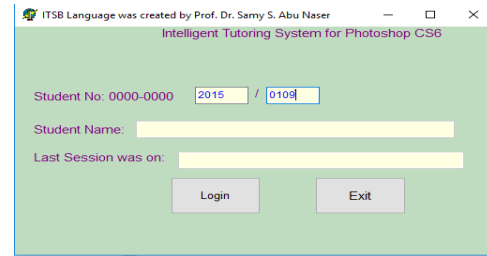 ITSB Language was created by Prof. Dr. Samy S. Abu Naser
Intelligent Tutoring System for Photoshop CS6
Student No: 0000-0000 2015 / 0109
Student Name:
Last Session was on:
Login Exit